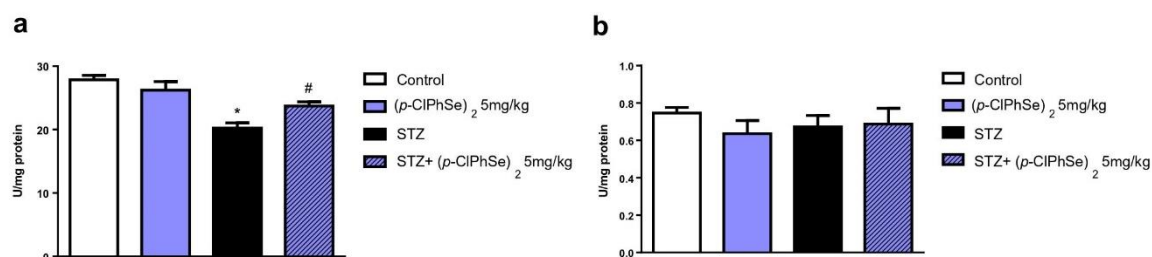 a
U/mg protein
30
20
10
0
*
#
Control
(p-ClPhSe)2 5mg/kg
STZ
STZ+ (p-ClPhSe)2 5mg/kg
b
U/mg protein
1.0
0.8
0.6
0.4
0.2
0.0
Control
(p-ClPhSe)2 5mg/kg
STZ
STZ+ (p-ClPhSe)2 5mg/kg